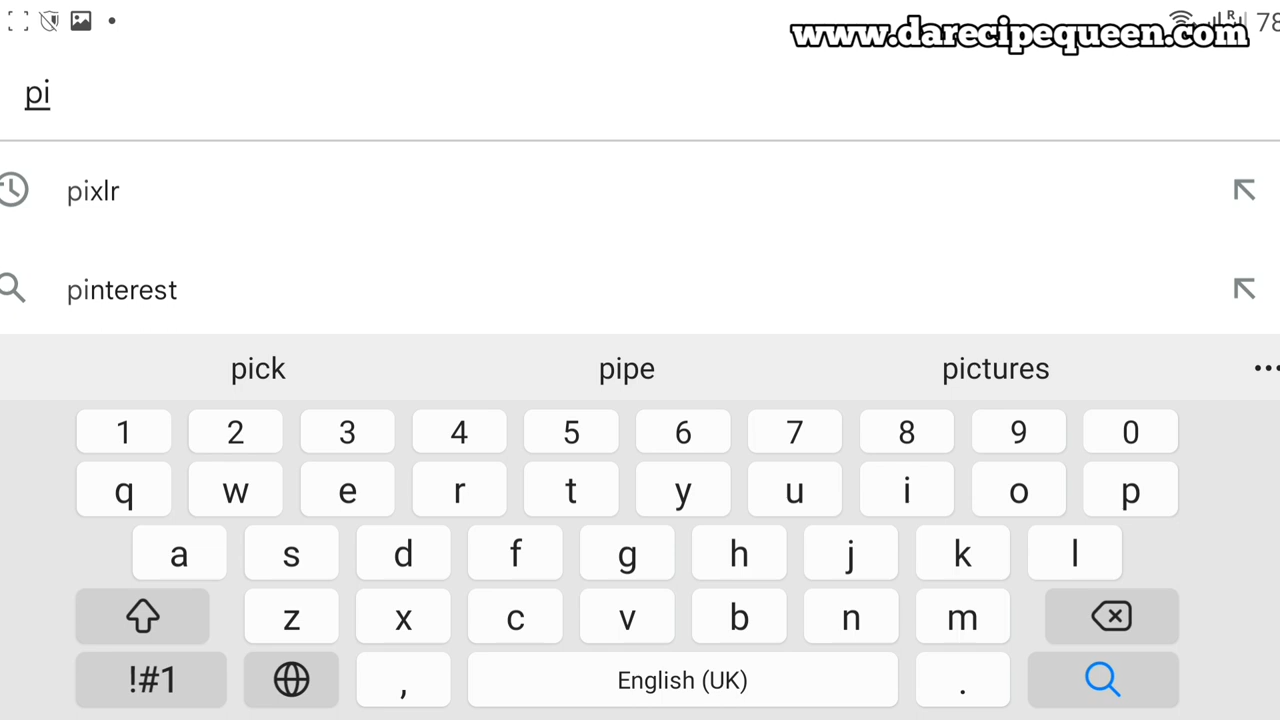 www.darecipequeen.com
R 78
pi
pixlr
pinterest
pick pipe pictures
1 2 3 4 5 6 7 8 9 0
q w e r t y u i o p
a s d f g h j k l
z x c v b n m
!#1 , English (UK) .